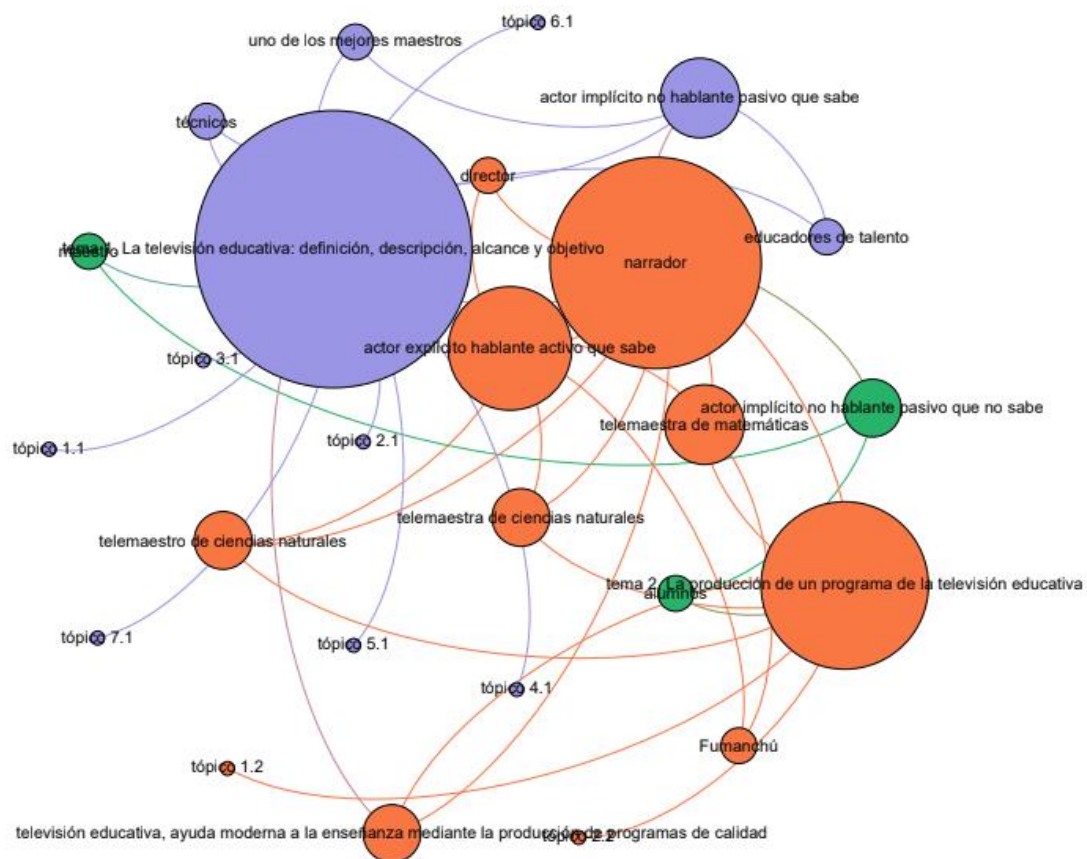 tópico 6.1
uno de los mejores maestros
actor implícito no hablante pasivo que sabe
técnicos
director
educadores de talento
tema 1. La televisión educativa: definición, descripción, alcance y objetivo
maestro
narrador
actor explícito hablante activo que sabe
tópico 3.1
actor implícito no hablante pasivo que no sabe
telemaestra de matemáticas
tópico 2.1
tópico 1.1
telemaestra de ciencias naturales
telemaestro de ciencias naturales
tema 2. La producción de un programa de la televisión educativa
alumnos
tópico 7.1
tópico 5.1
tópico 4.1
Fumanchú
tópico 1.2
televisión educativa, ayuda moderna a la enseñanza mediante la producción de programas de calidad
tópico 2.2